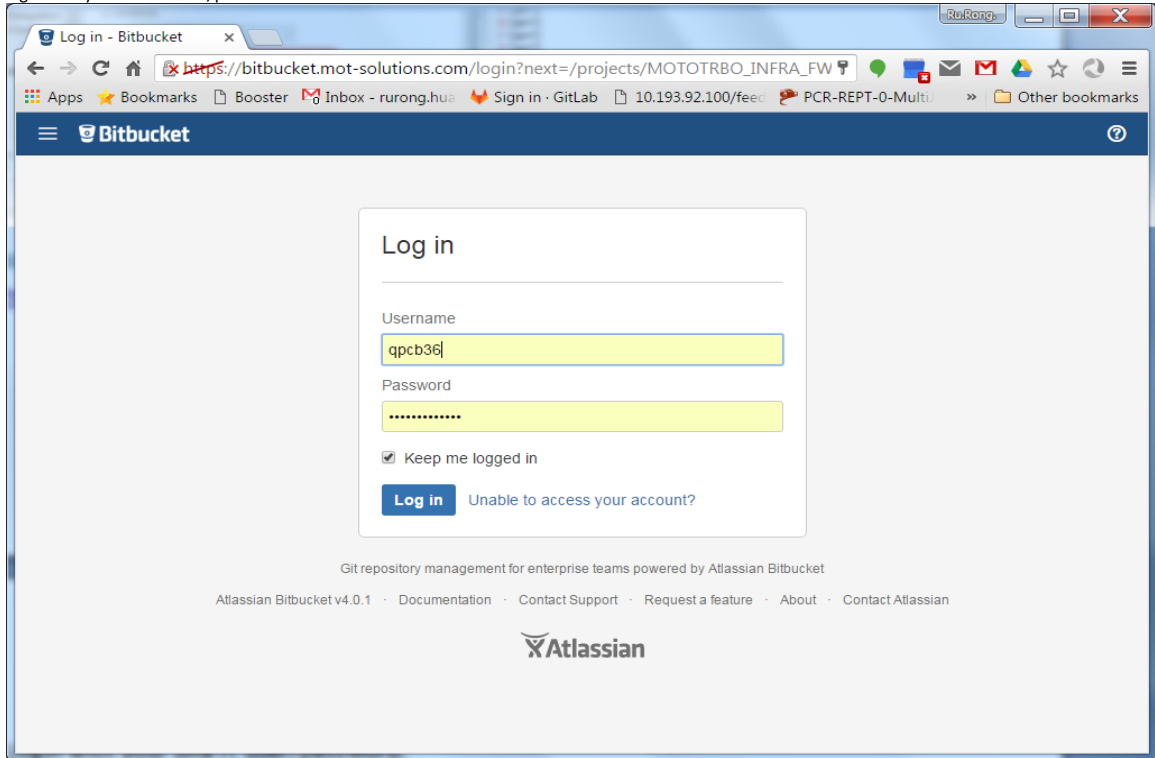 RuRong.
Log in - Bitbucket
https://bitbucket.mot-solutions.com/login?next=/projects/MOTOTRBO_INFRA_FW
Apps Bookmarks Booster Inbox - rurong.hua Sign in · GitLab 10.193.92.100/feed PCR-REPT-0-Multi » Other bookmarks
Bitbucket
Log in
Username
qpcb36
Password
•••••••••••••
Keep me logged in
Log in Unable to access your account?
Git repository management for enterprise teams powered by Atlassian Bitbucket
Atlassian Bitbucket v4.0.1 · Documentation · Contact Support · Request a feature · About · Contact Atlassian
Atlassian